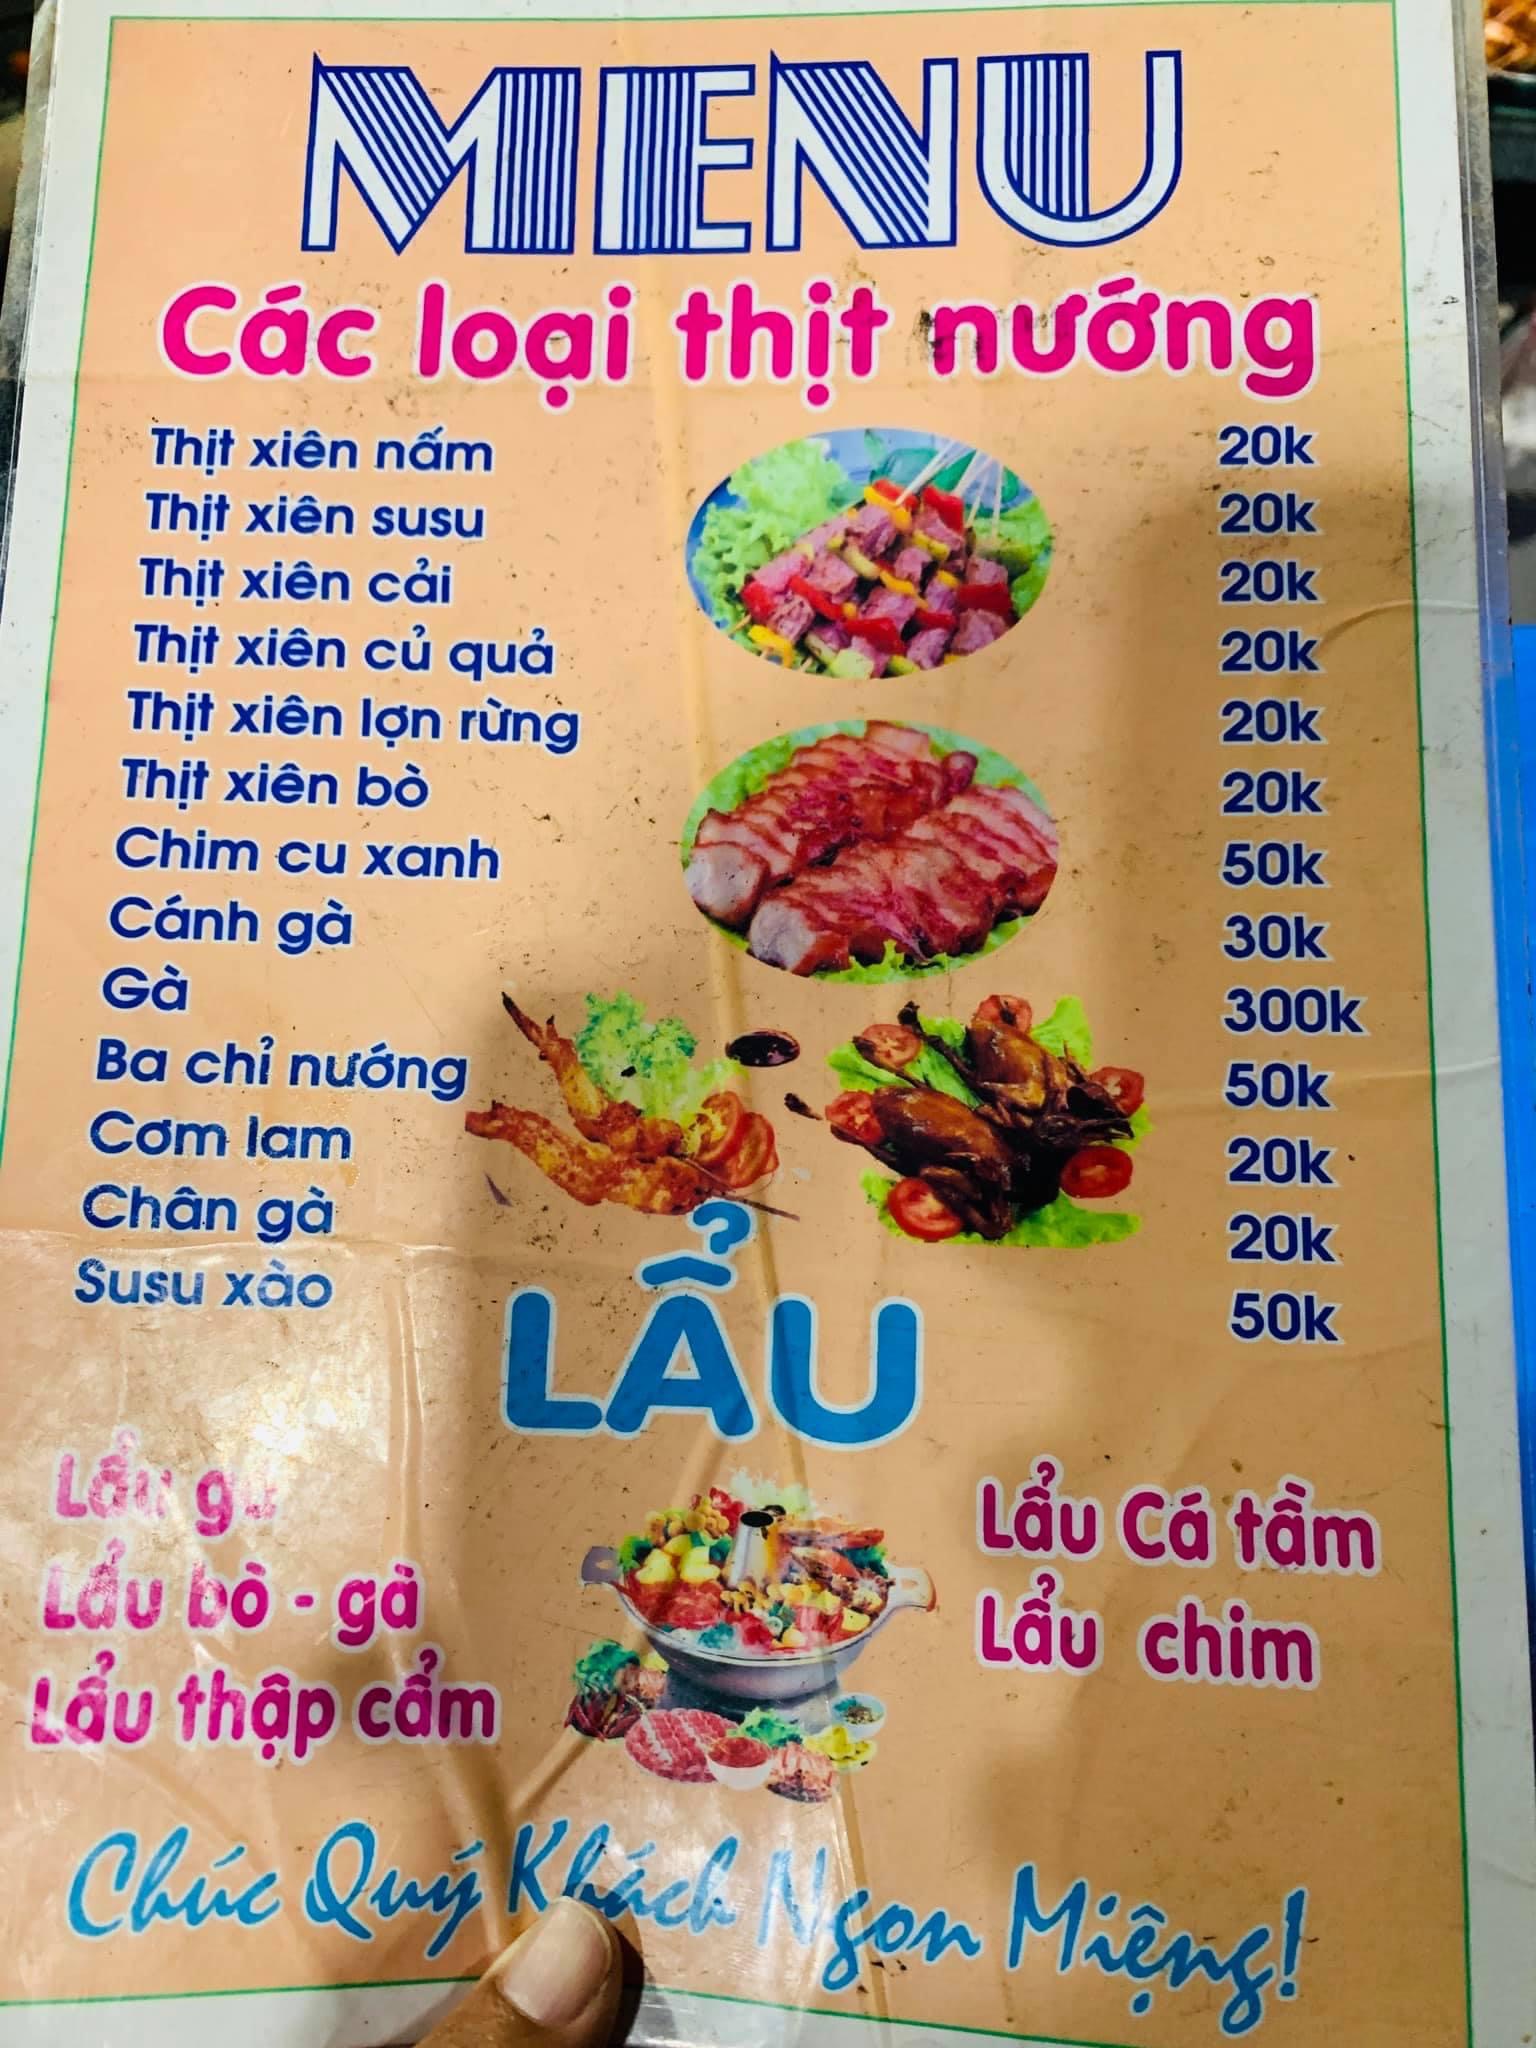 MENU
Các loại thịt nướng
Thịt xiên nấm 20k
Thịt xiên susu 20k
Thịt xiên cải 20k
Thịt xiên củ quả 20k
Thịt xiên lợn rừng 20k
Thịt xiên bò 20k
Chim cu xanh 50k
Cánh gà 30k
Gà 300k
Ba chỉ nướng 50k
Cơm lam 20k
Chân gà 20k
Susu xào 50k
LẨU
Lẩu gà
Lẩu bò - gà
Lẩu thập cẩm
Lẩu Cá tầm
Lẩu chim
Chúc Quý Khách Ngon Miệng!